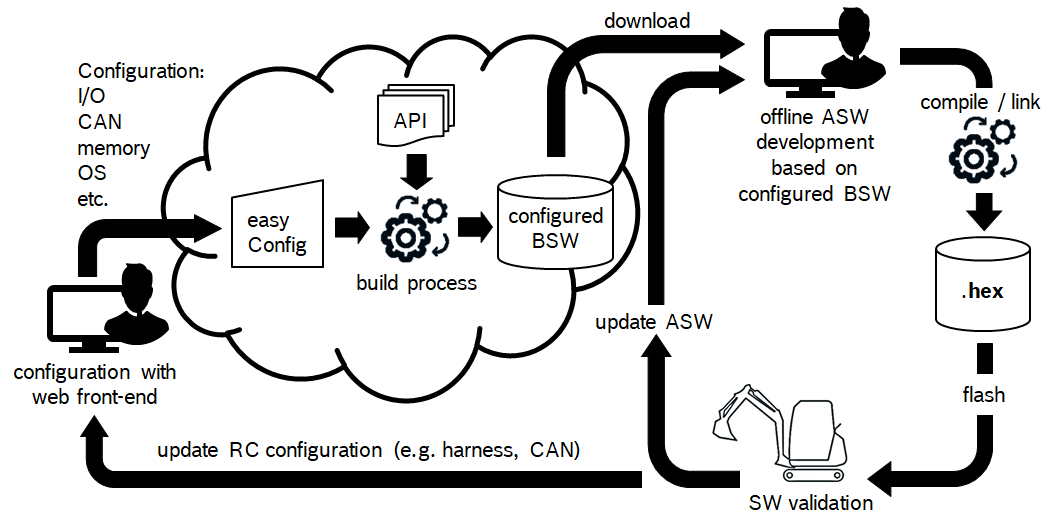 download
Configuration:
I/O
CAN
memory
OS
etc.
API
easy
Config
build process
configured
BSW
offline ASW
development
based on
configured BSW
compile / link
.hex
flash
update ASW
configuration with
web front-end
update RC configuration (e.g. harness, CAN)
SW validation